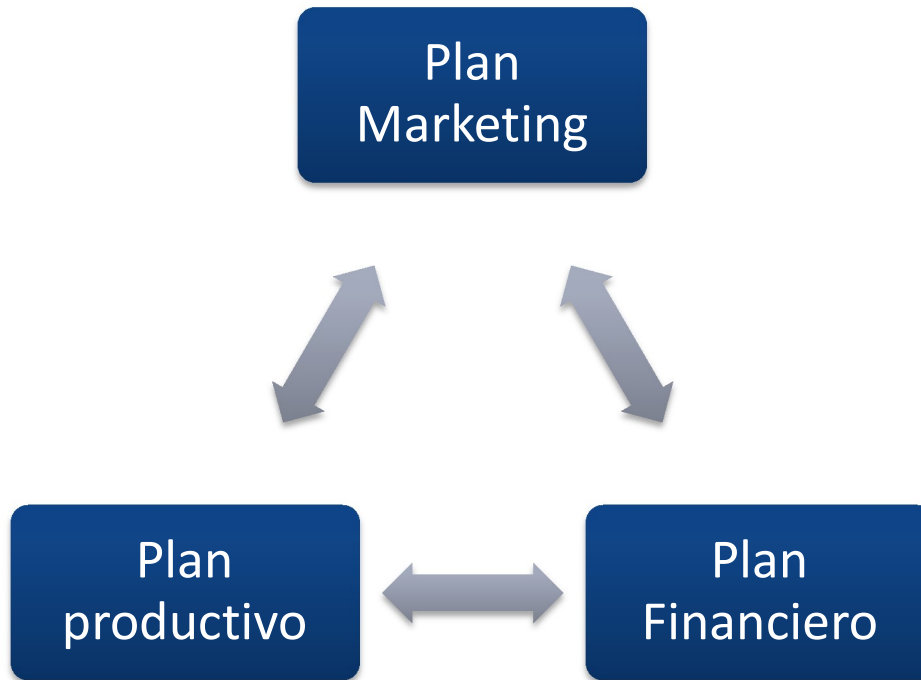 Plan
Marketing
Plan
productivo
Plan
Financiero